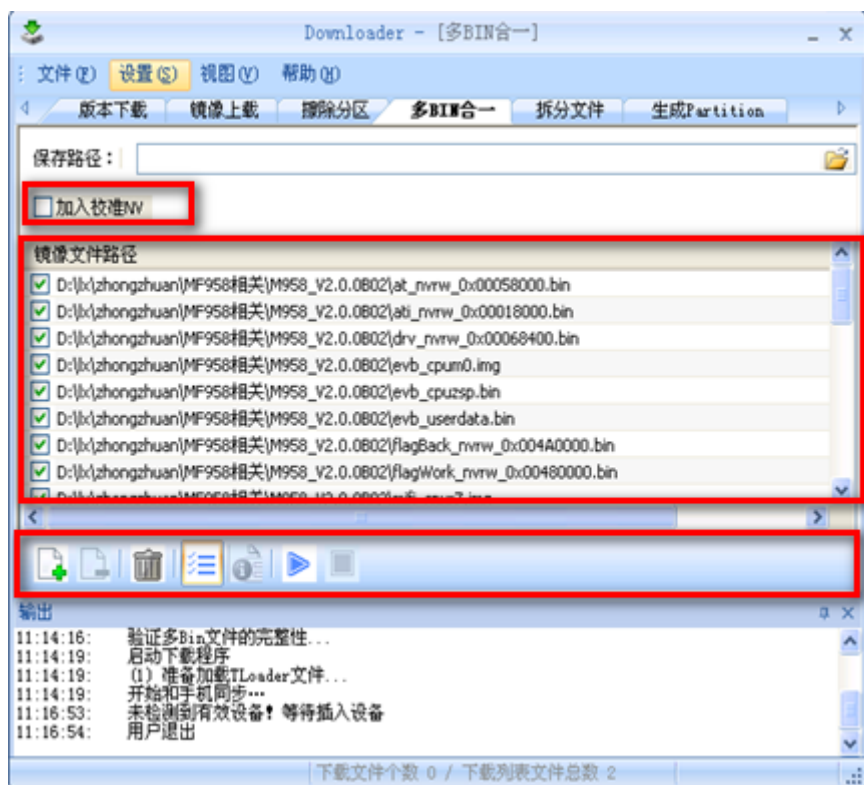 Downloader - [多BIN合一]
文件(F) 设置(S) 视图(V) 帮助(H)
版本下载 镜像上载 擦除分区 多BIN合一 拆分文件 生成Partition
保存路径：
加入校准NV
镜像文件路径
D:\lx\zhongzhuan\MF958相关\M958_V2.0.0B02\at_nvrw_0x00058000.bin
D:\lx\zhongzhuan\MF958相关\M958_V2.0.0B02\ati_nvrw_0x00018000.bin
D:\lx\zhongzhuan\MF958相关\M958_V2.0.0B02\drv_nvrw_0x00068400.bin
D:\lx\zhongzhuan\MF958相关\M958_V2.0.0B02\evb_cpum0.img
D:\lx\zhongzhuan\MF958相关\M958_V2.0.0B02\evb_cpuzsp.bin
D:\lx\zhongzhuan\MF958相关\M958_V2.0.0B02\evb_userdata.bin
D:\lx\zhongzhuan\MF958相关\M958_V2.0.0B02\flagBack_nvrw_0x004A0000.bin
D:\lx\zhongzhuan\MF958相关\M958_V2.0.0B02\flagWork_nvrw_0x00480000.bin
输出
11:14:16: 验证多Bin文件的完整性...
11:14:19: 启动下载程序
11:14:19: (1) 准备加载TLoader文件...
11:14:19: 开始和手机同步…
11:16:53: 未检测到有效设备！等待插入设备
11:16:54: 用户退出
下载文件个数 0 / 下载列表文件总数 2